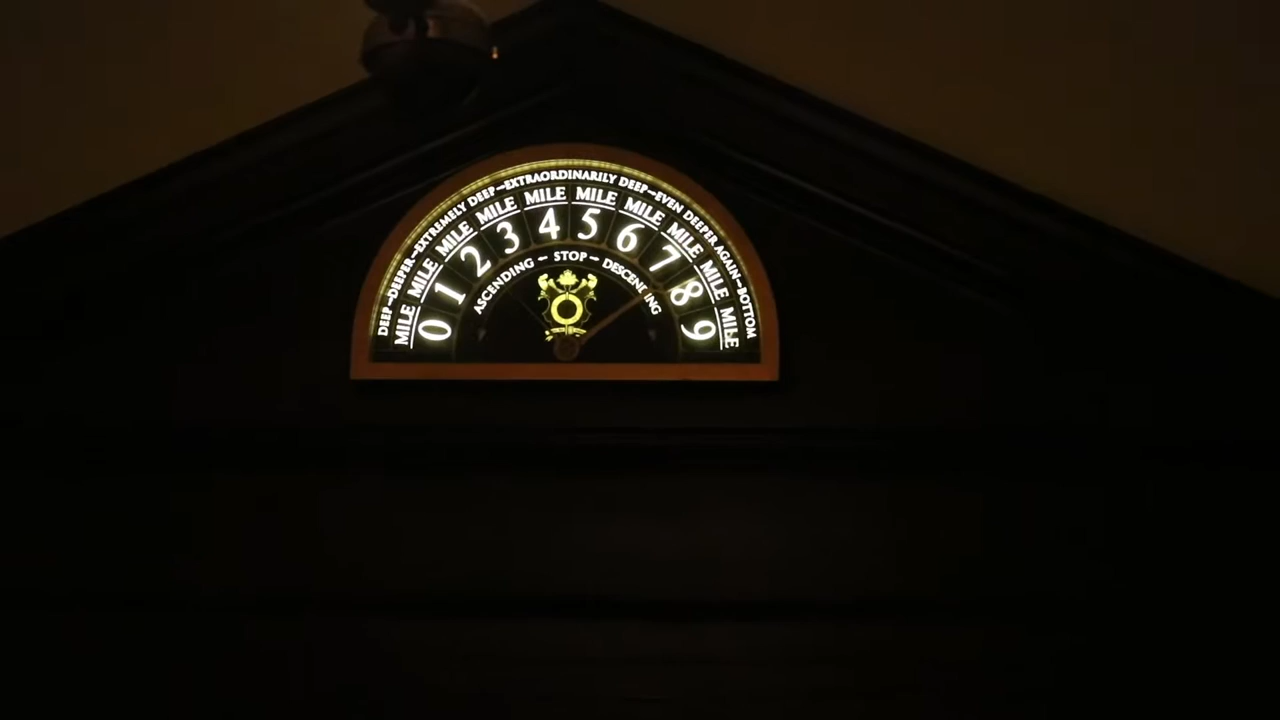 DEEP–DEEPER–EXTREMELY DEEP–EXTRAORDINARILY DEEP–EVEN DEEPER AGAIN–BOTTOM
MILE MILE MILE MILE MILE MILE MILE MILE MILE MILE
0 1 2 3 4 5 6 7 8 9
ASCENDING – STOP – DESCENDING